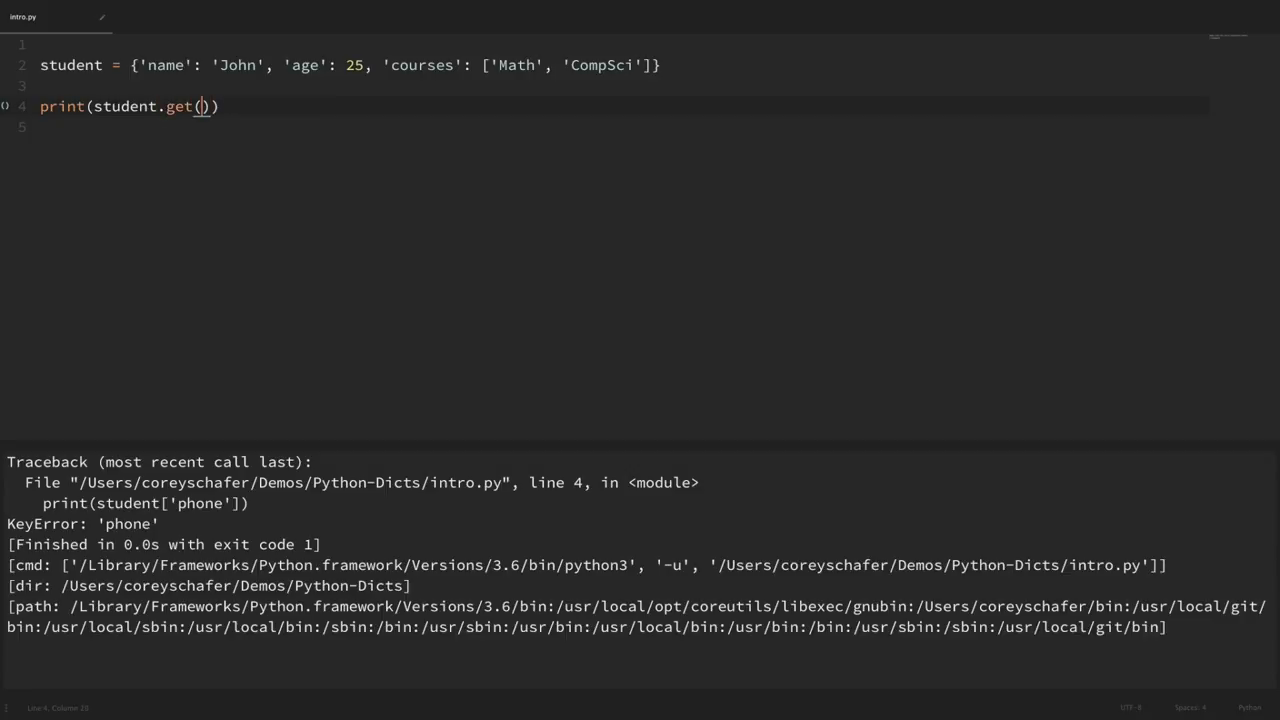 intro.py
1
2 student = {'name': 'John', 'age': 25, 'courses': ['Math', 'CompSci']}
3
() 4 print(student.get())
5
Traceback (most recent call last):
File "/Users/coreyschafer/Demos/Python-Dicts/intro.py", line 4, in <module>
print(student['phone'])
KeyError: 'phone'
[Finished in 0.0s with exit code 1]
[cmd: ['/Library/Frameworks/Python.framework/Versions/3.6/bin/python3', '-u', '/Users/coreyschafer/Demos/Python-Dicts/intro.py']]
[dir: /Users/coreyschafer/Demos/Python-Dicts]
[path: /Library/Frameworks/Python.framework/Versions/3.6/bin:/usr/local/opt/coreutils/libexec/gnubin:/Users/coreyschafer/bin:/usr/local/git/
bin:/usr/local/sbin:/usr/local/bin:/sbin:/bin:/usr/sbin:/usr/bin:/usr/local/bin:/usr/bin:/bin:/usr/sbin:/sbin:/usr/local/git/bin]
Line 4, Column 19 UTF-8 Spaces: 4 Python